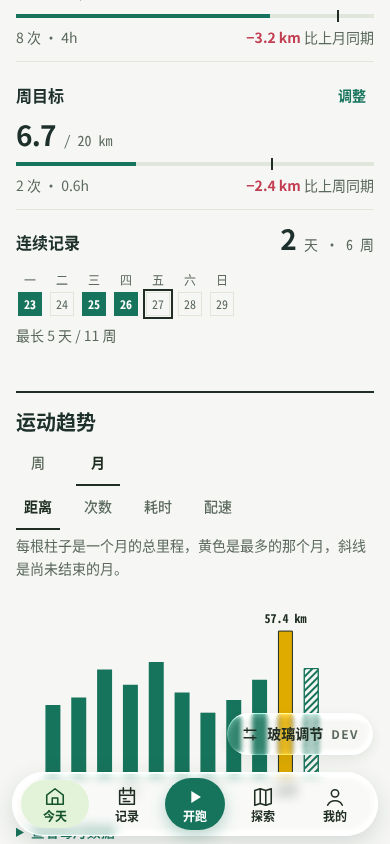 8 次 · 4h
−3.2 km 比上月同期
周目标
调整
6.7 / 20 km
2 次 · 0.6h
−2.4 km 比上周同期
连续记录
2 天 · 6 周
一 二 三 四 五 六 日
23 24 25 26 27 28 29
最长 5 天 / 11 周
运动趋势
周 月
距离 次数 耗时 配速
每根柱子是一个月的总里程，黄色是最多的那个月，斜线
是尚未结束的月。
57.4 km
玻璃调节 DEV
今天 记录 开跑 探索 我的